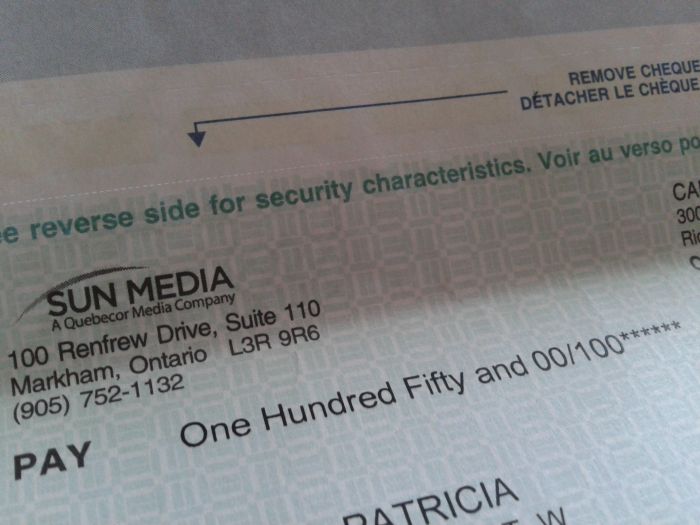 REMOVE CHEQUE
DÉTACHER LE CHÈQUE
reverse side for security characteristics. Voir au verso
SUN MEDIA
A Quebecor Media Company
100 Renfrew Drive, Suite 110
Markham, Ontario L3R 9R6
(905) 752-1132
300
PAY One Hundred Fifty and 00/100******
PATRICIA
W